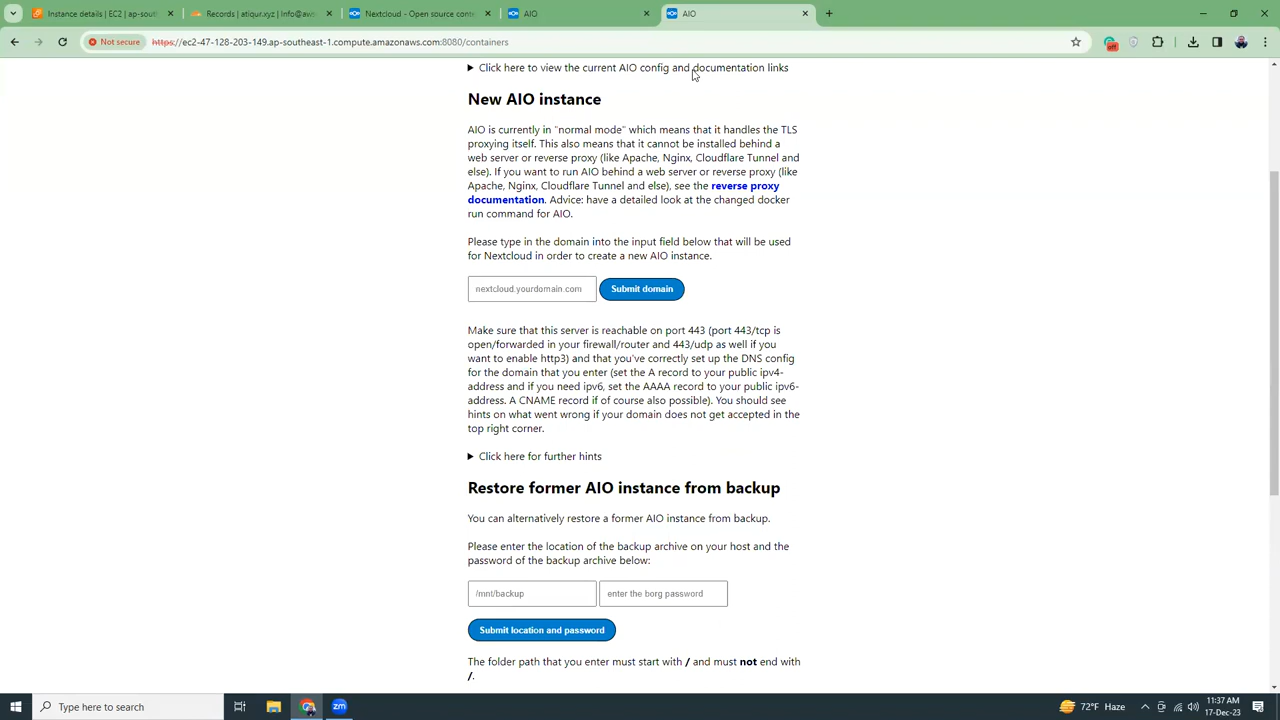 Instance details | EC2 | ap-south
Records | atiqur.xyz | Info@awe
Nextcloud - Open source conte
AIO
AIO
Not secure
https://ec2-47-128-203-149.ap-southeast-1.compute.amazonaws.com:8080/containers
off
Click here to view the current AIO config and documentation links
New AIO instance
AIO is currently in "normal mode" which means that it handles the TLS
proxying itself. This also means that it cannot be installed behind a
web server or reverse proxy (like Apache, Nginx, Cloudflare Tunnel and
else). If you want to run AIO behind a web server or reverse proxy (like
Apache, Nginx, Cloudflare Tunnel and else), see the reverse proxy
documentation. Advice: have a detailed look at the changed docker
run command for AIO.
Please type in the domain into the input field below that will be used
for Nextcloud in order to create a new AIO instance.
nextcloud.yourdomain.com
Submit domain
Make sure that this server is reachable on port 443 (port 443/tcp is
open/forwarded in your firewall/router and 443/udp as well if you
want to enable http3) and that you've correctly set up the DNS config
for the domain that you enter (set the A record to your public ipv4-
address and if you need ipv6, set the AAAA record to your public ipv6-
address. A CNAME record if of course also possible). You should see
hints on what went wrong if your domain does not get accepted in the
top right corner.
Click here for further hints
Restore former AIO instance from backup
You can alternatively restore a former AIO instance from backup.
Please enter the location of the backup archive on your host and the
password of the backup archive below:
/mnt/backup
enter the borg password
Submit location and password
The folder path that you enter must start with / and must not end with
/.
Type here to search
zm
72°F Haze
11:37 AM
17-Dec-23